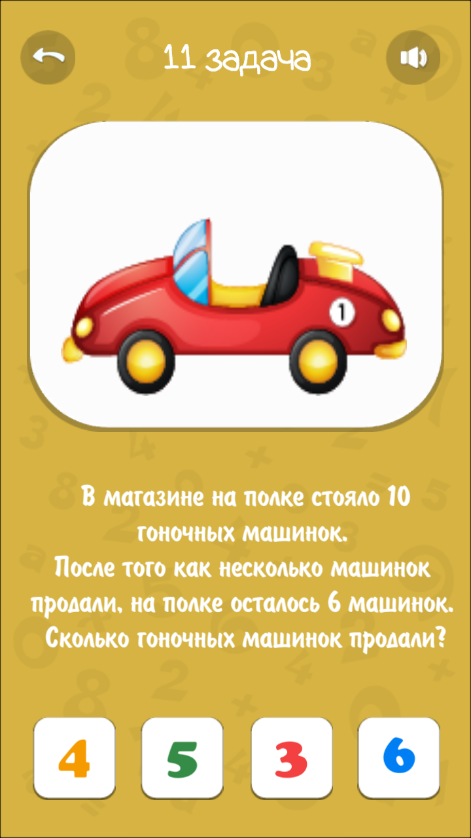 11 задача
1
В магазине на полке стояло 10
гоночных машинок.
После того как несколько машинок
продали, на полке осталось 6 машинок.
Сколько гоночных машинок продали?
4 5 3 6